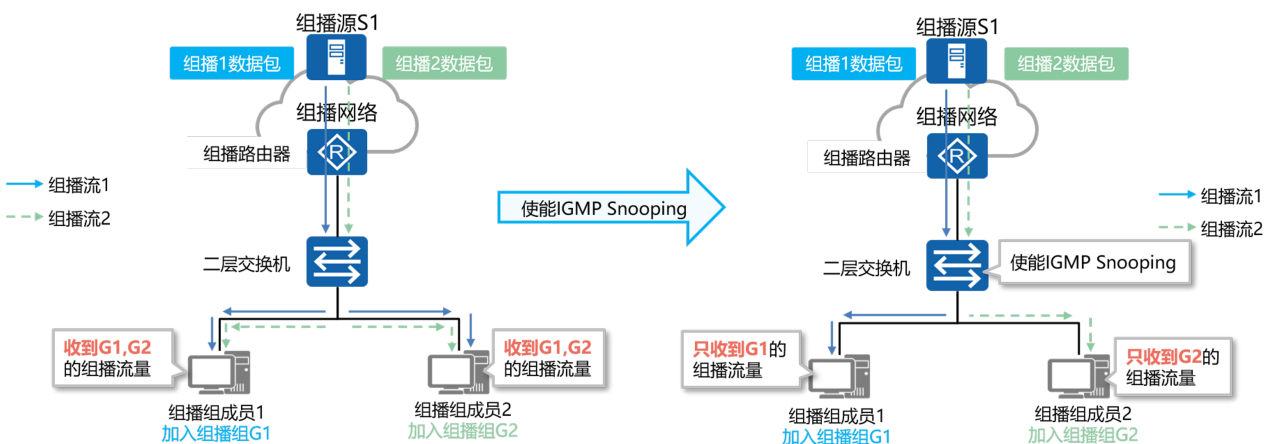 组播源S1
组播1数据包
组播2数据包
组播网络
组播路由器
R
组播流1
组播流2
二层交换机
收到G1,G2
的组播流量
收到G1,G2
的组播流量
组播组成员1
加入组播组G1
组播组成员2
加入组播组G2
使能IGMP Snooping
组播源S1
组播1数据包
组播2数据包
组播网络
组播路由器
R
组播流1
组播流2
二层交换机
使能IGMP Snooping
只收到G1的
组播流量
只收到G2的
组播流量
组播组成员1
加入组播组G1
组播组成员2
加入组播组G2